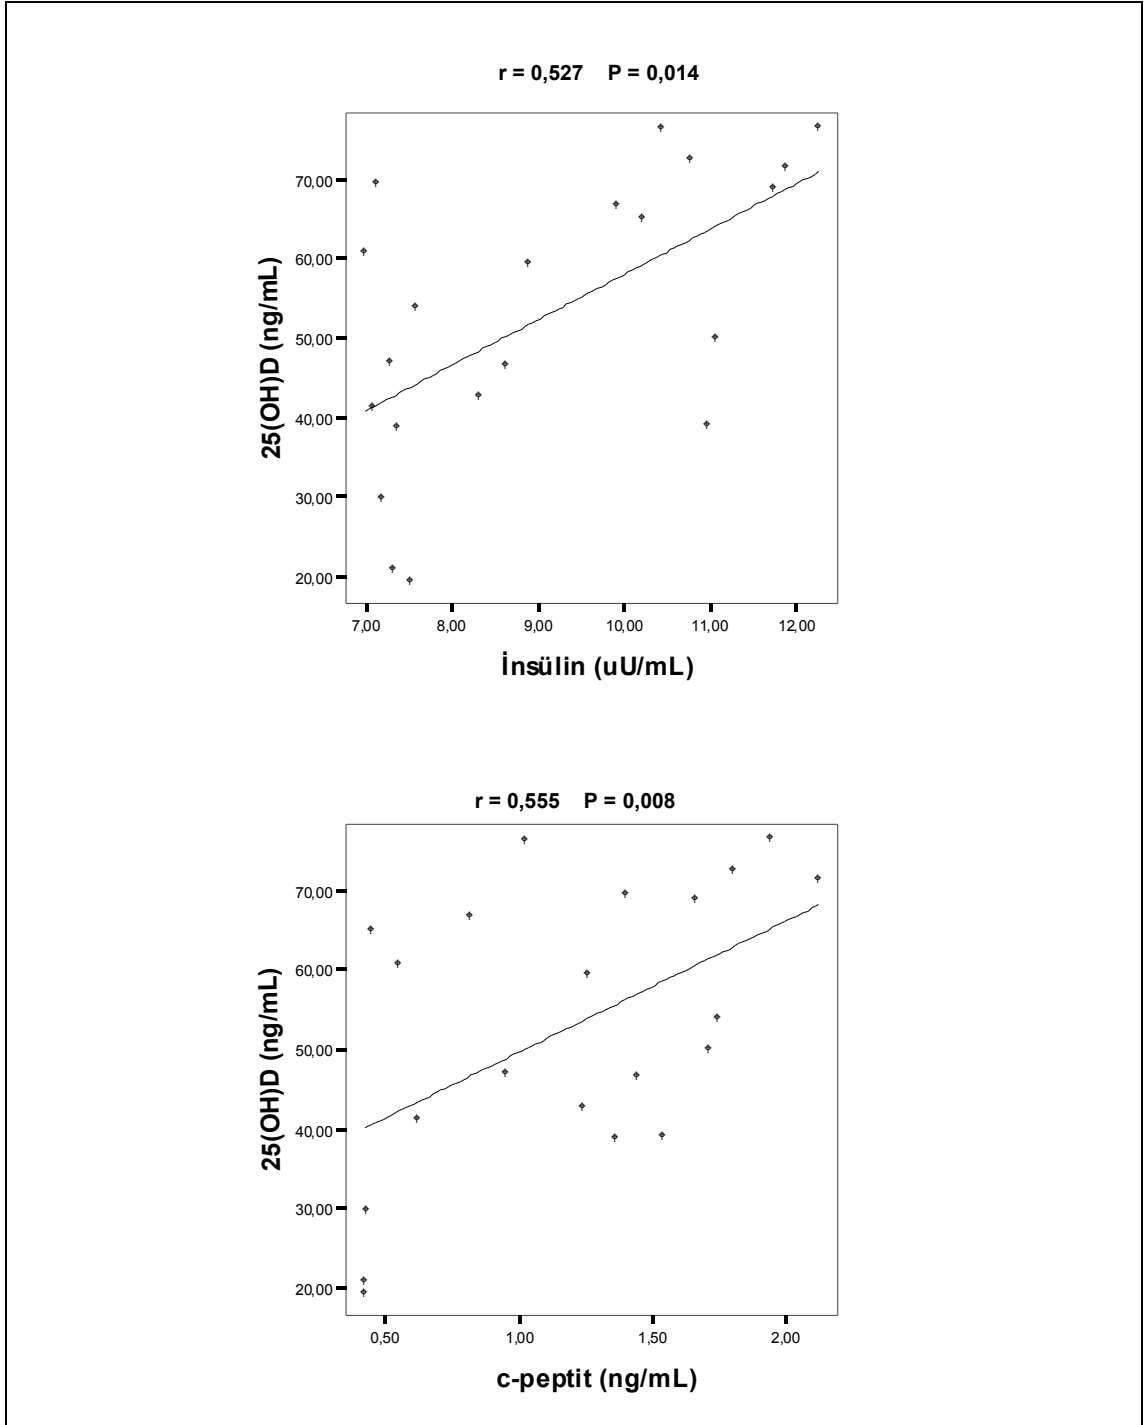 r = 0,527 P = 0,014
25(OH)D (ng/mL)
70,00
60,00
50,00
40,00
30,00
20,00
7,00 8,00 9,00 10,00 11,00 12,00
İnsülin (uU/mL)
r = 0,555 P = 0,008
25(OH)D (ng/mL)
70,00
60,00
50,00
40,00
30,00
20,00
0,50 1,00 1,50 2,00
c-peptit (ng/mL)